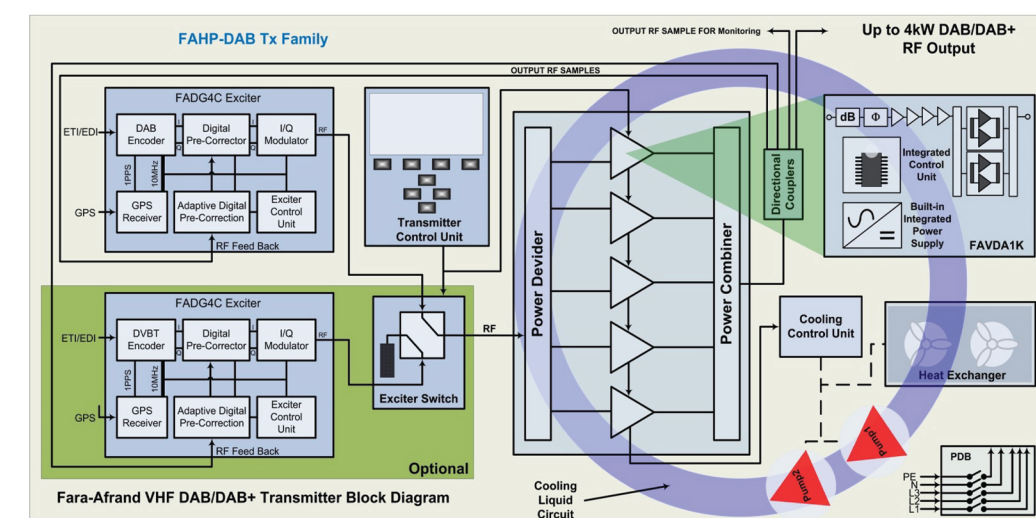 FAHP-DAB Tx Family
OUTPUT RF SAMPLE FOR Monitoring
Up to 4kW DAB/DAB+
RF Output
OUTPUT RF SAMPLES
FADG4C Exciter
ETI/EDI
DAB
Encoder
I
Q
Digital
Pre-Corrector
I
Q
I/Q
Modulator
RF
1PPS
10MHz
GPS
GPS
Receiver
Adaptive Digital
Pre-Correction
Exciter
Control
Unit
RF Feed Back
Transmitter
Control Unit
Power Devider
Power Combiner
Directional
Couplers
dB
Φ
Integrated
Control
Unit
Built-in
Integrated
Power
Supply
FAVDA1K
FADG4C Exciter
ETI/EDI
DVBT
Encoder
I
Q
Digital
Pre-Corrector
I
Q
I/Q
Modulator
RF
1PPS
10MHz
GPS
GPS
Receiver
Adaptive Digital
Pre-Correction
Exciter
Control
Unit
RF Feed Back
Exciter Switch
RF
Optional
Cooling
Control Unit
Heat Exchanger
Pump1
Pump2
Cooling
Liquid
Circuit
PDB
PE
N
L3
L2
L1
Fara-Afrand VHF DAB/DAB+ Transmitter Block Diagram